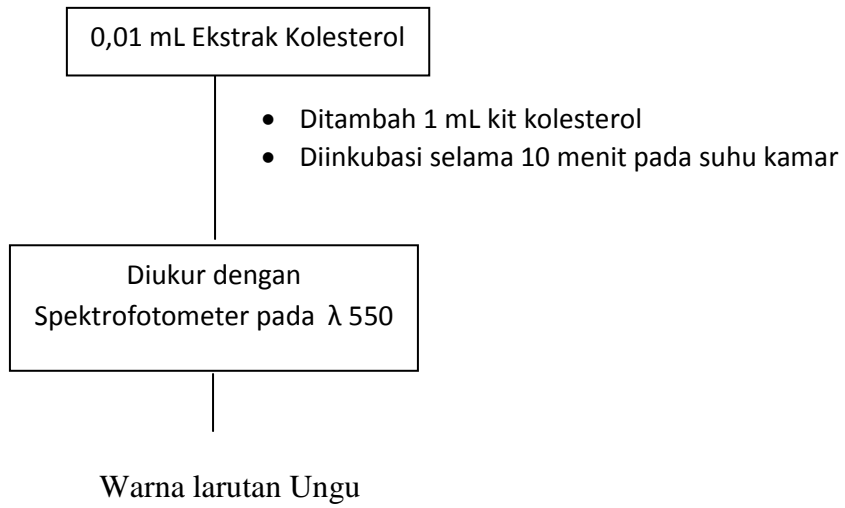 0,01 mL Ekstrak Kolesterol
• Ditambah 1 mL kit kolesterol
• Diinkubasi selama 10 menit pada suhu kamar
Diukur dengan
Spektrofotometer pada λ 550
Warna larutan Ungu